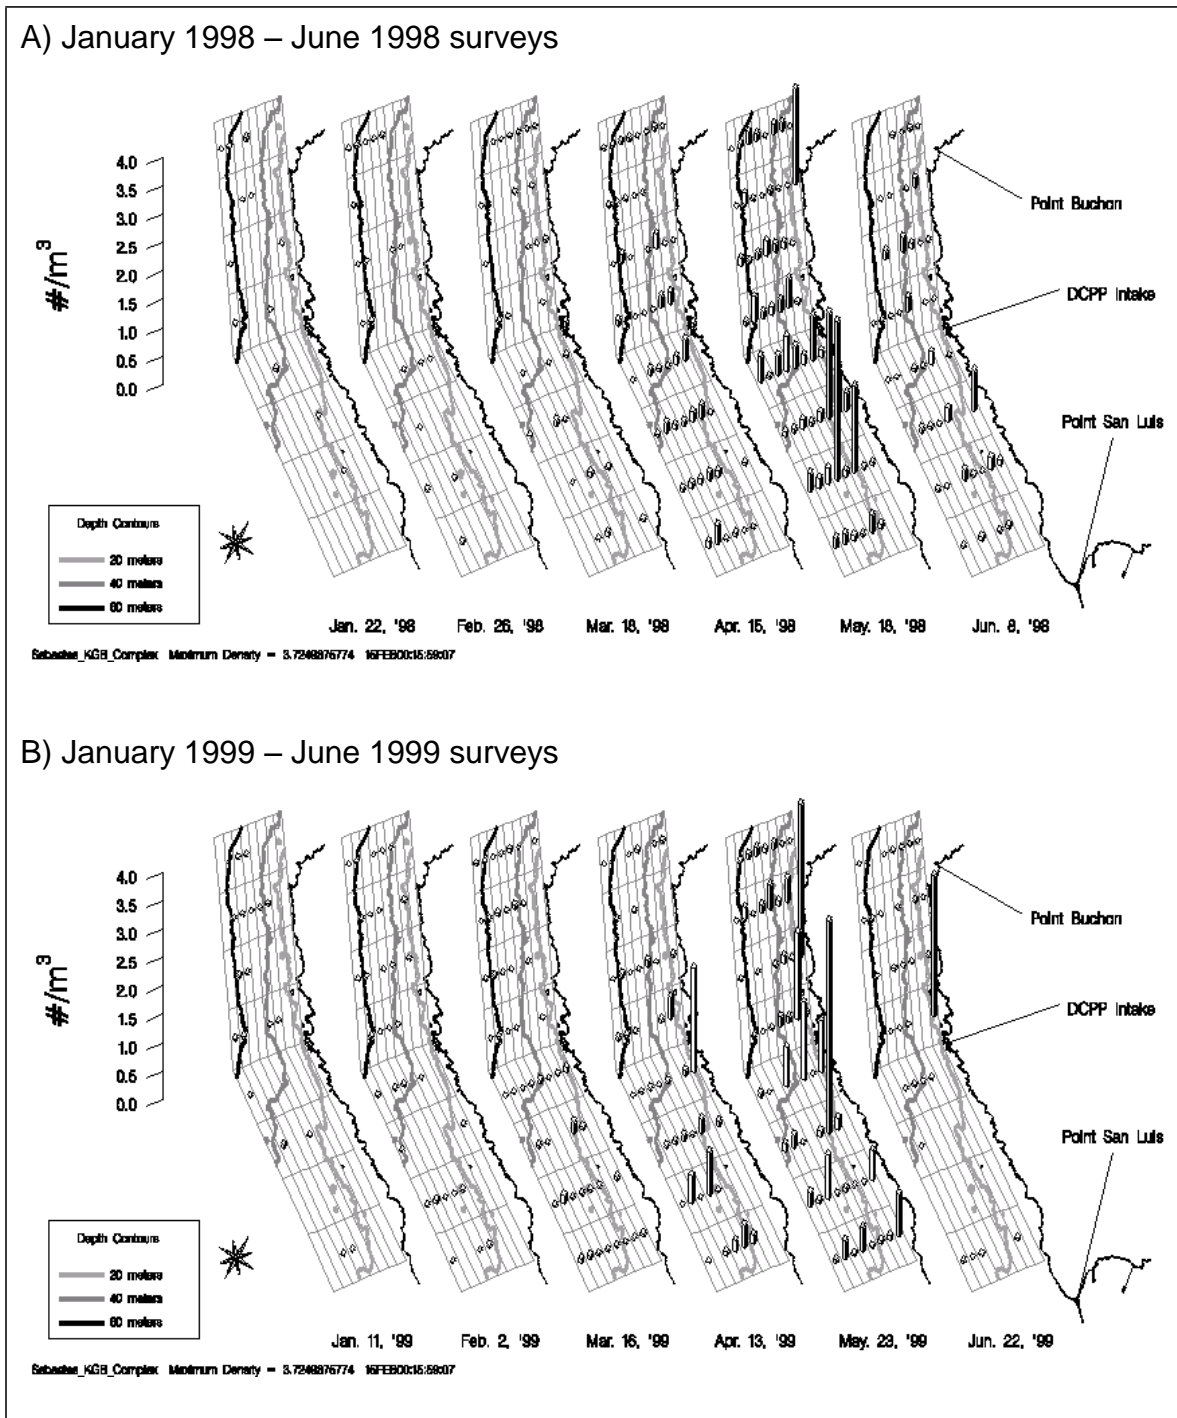 A) January 1998 – June 1998 surveys
4.0
3.5
3.0
2.5
2.0
1.5
1.0
0.5
0.0
#/m³
Point Buchon
DCPP Intake
Point San Luis
Depth Contours
20 meters
40 meters
60 meters
Jan. 22, '98
Feb. 26, '98
Mar. 18, '98
Apr. 15, '98
May. 18, '98
Jun. 8, '98
Sebastes_KGB_Complex Maximum Density = 3.7249875774 15FEB00:15:59:07
B) January 1999 – June 1999 surveys
4.0
3.5
3.0
2.5
2.0
1.5
1.0
0.5
0.0
#/m³
Point Buchon
DCPP Intake
Point San Luis
Depth Contours
20 meters
40 meters
60 meters
Jan. 11, '99
Feb. 2, '99
Mar. 16, '99
Apr. 13, '99
May. 23, '99
Jun. 22, '99
Sebastes_KGB_Complex Maximum Density = 3.7249875774 15FEB00:15:59:07